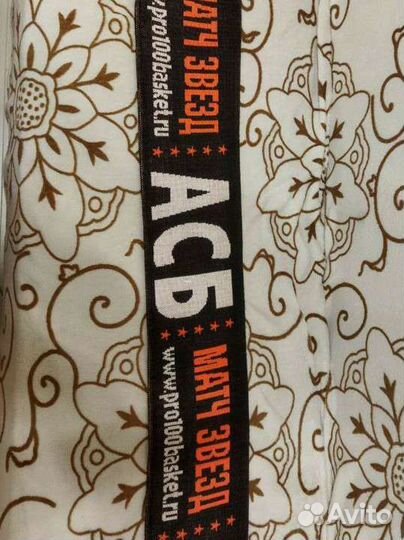 МАТЧ ЗВЕЗД
.pro100basket.ru
АСБ
МАТЧ ЗВЕЗД
www.pro100basket.ru
Avito